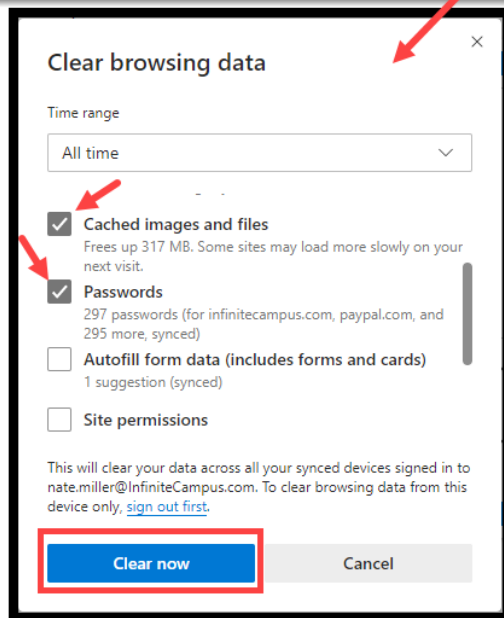 Clear browsing data
Time range
All time
Cached images and files
Frees up 317 MB. Some sites may load more slowly on your
next visit.
Passwords
297 passwords (for infinitecampus.com, paypal.com, and
295 more, synced)
Autofill form data (includes forms and cards)
1 suggestion (synced)
Site permissions
This will clear your data across all your synced devices signed in to
nate.miller@InfiniteCampus.com. To clear browsing data from this
device only, sign out first.
Clear now
Cancel